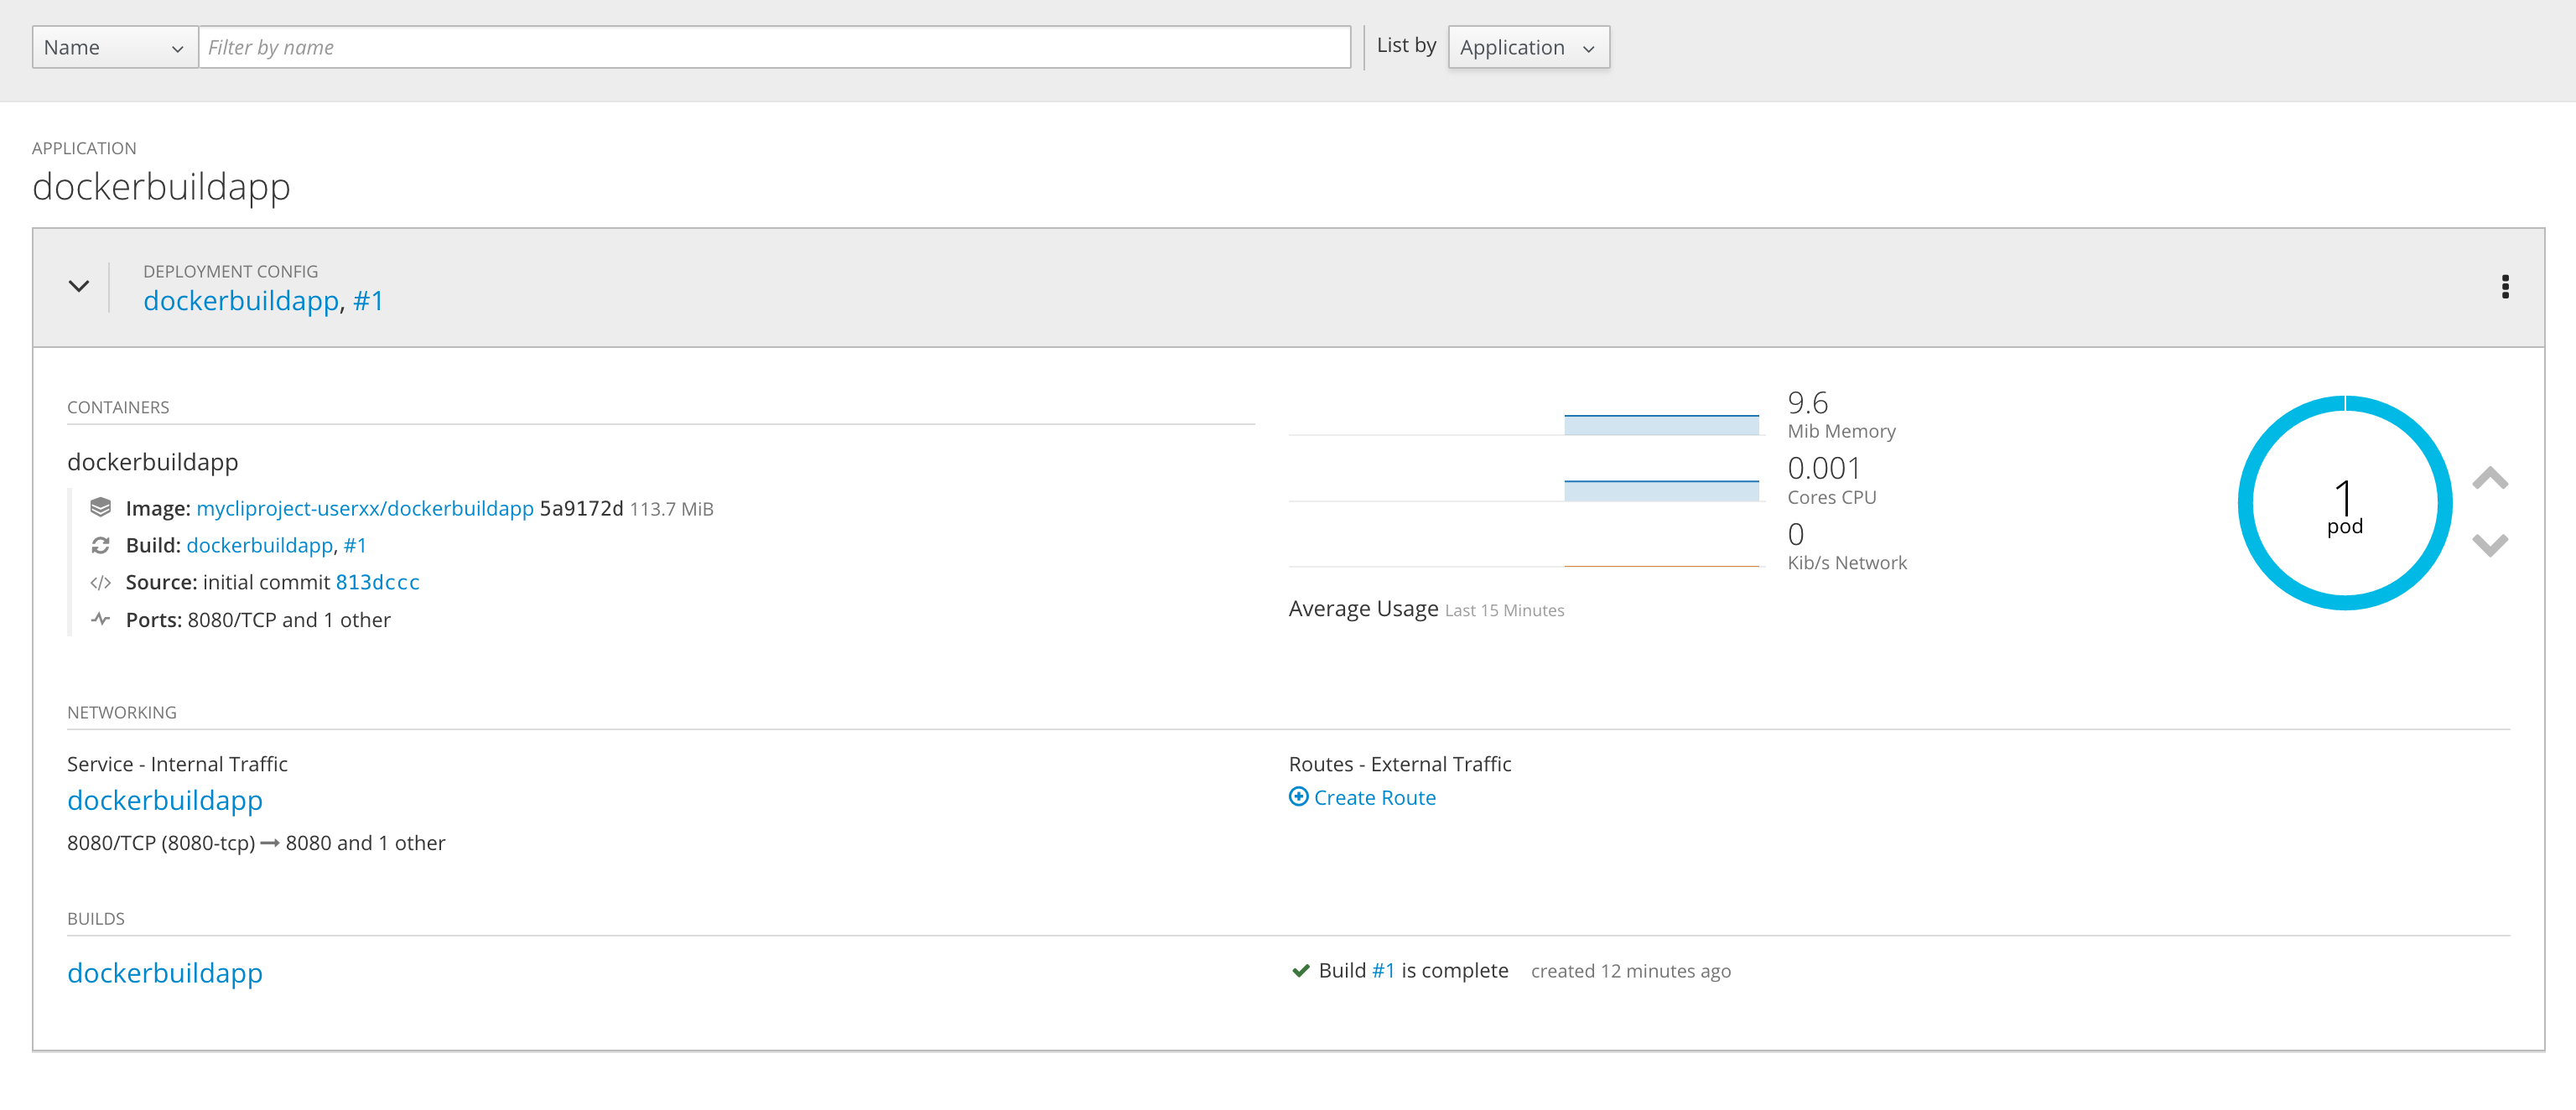 Name Filter by name List by Application
APPLICATION
dockerbuildapp
DEPLOYMENT CONFIG
dockerbuildapp, #1
CONTAINERS
dockerbuildapp
Image: mycliproject-userxx/dockerbuildapp 5a9172d 113.7 MiB
Build: dockerbuildapp, #1
Source: initial commit 813dccc
Ports: 8080/TCP and 1 other
9.6
Mib Memory
0.001
Cores CPU
0
Kib/s Network
Average Usage Last 15 Minutes
1
pod
NETWORKING
Service - Internal Traffic
dockerbuildapp
8080/TCP (8080-tcp) → 8080 and 1 other
Routes - External Traffic
Create Route
BUILDS
dockerbuildapp
Build #1 is complete created 12 minutes ago